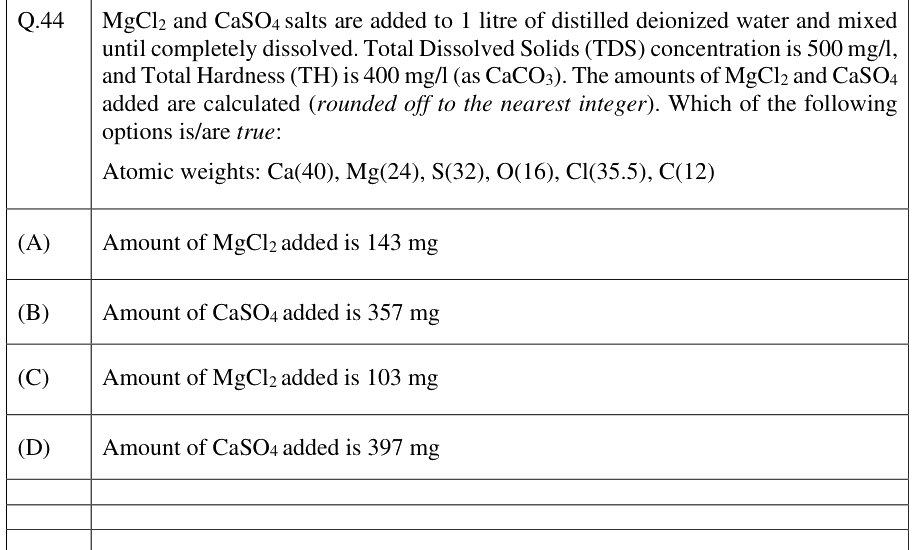 Q.44 MgCl2 and CaSO4 salts are added to 1 litre of distilled deionized water and mixed
until completely dissolved. Total Dissolved Solids (TDS) concentration is 500 mg/l,
and Total Hardness (TH) is 400 mg/l (as CaCO3). The amounts of MgCl2 and CaSO4
added are calculated (rounded off to the nearest integer). Which of the following
options is/are true:
Atomic weights: Ca(40), Mg(24), S(32), O(16), Cl(35.5), C(12)
(A) Amount of MgCl2 added is 143 mg
(B) Amount of CaSO4 added is 357 mg
(C) Amount of MgCl2 added is 103 mg
(D) Amount of CaSO4 added is 397 mg